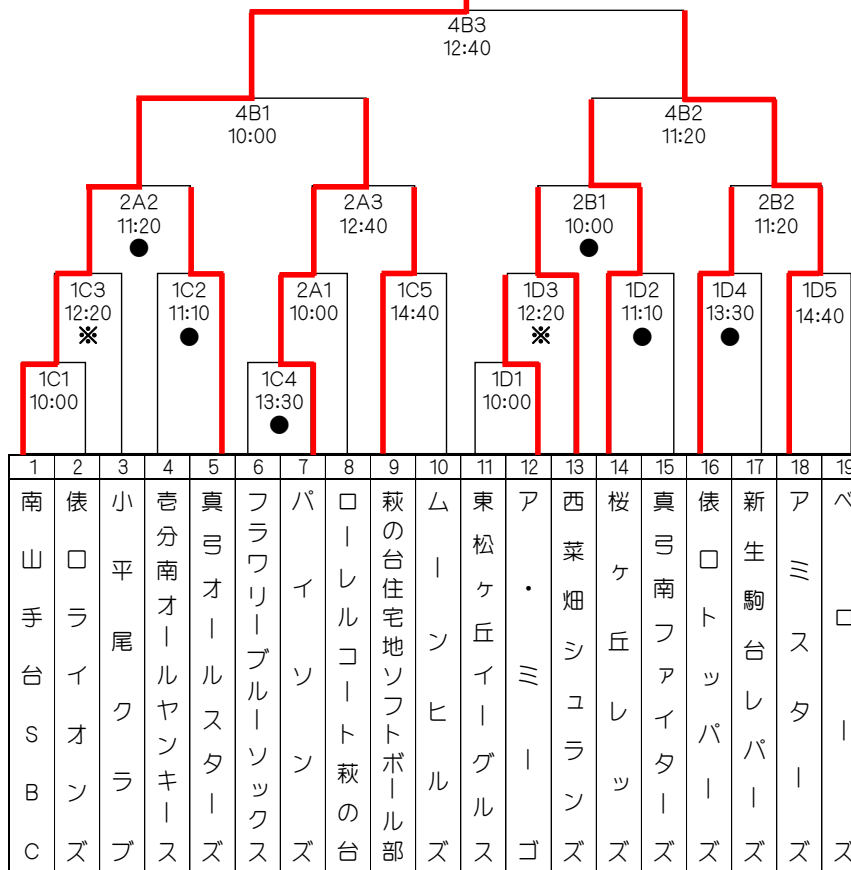 4B3
12:40
4B1
10:00
4B2
11:20
2A2
11:20
●
2A3
12:40
2B1
10:00
●
2B2
11:20
1C3
12:20
※
1C2
11:10
●
2A1
10:00
1C5
14:40
1D3
12:20
※
1D2
11:10
●
1D4
13:30
●
1D5
14:40
1C1
10:00
1C4
13:30
●
1D1
10:00
1 2 3 4 5 6 7 8 9 10 11 12 13 14 15 16 17 18 19
南山手台SBC
俵口ライオンズ
小平尾クラブ
壱分南オールヤンキース
真弓オールスターズ
フラワリーブルーソックス
パイソンズ
ローレルコート萩の台
萩の台住宅地ソフトボール部
ムーンヒルズ
東松ヶ丘イーグルス
ア・ミーゴ
西菜畑シュランズ
桜ヶ丘レッズ
真弓南ファイターズ
俵口トッパーズ
新生駒台レパーズ
アミスターズ
ベローズ